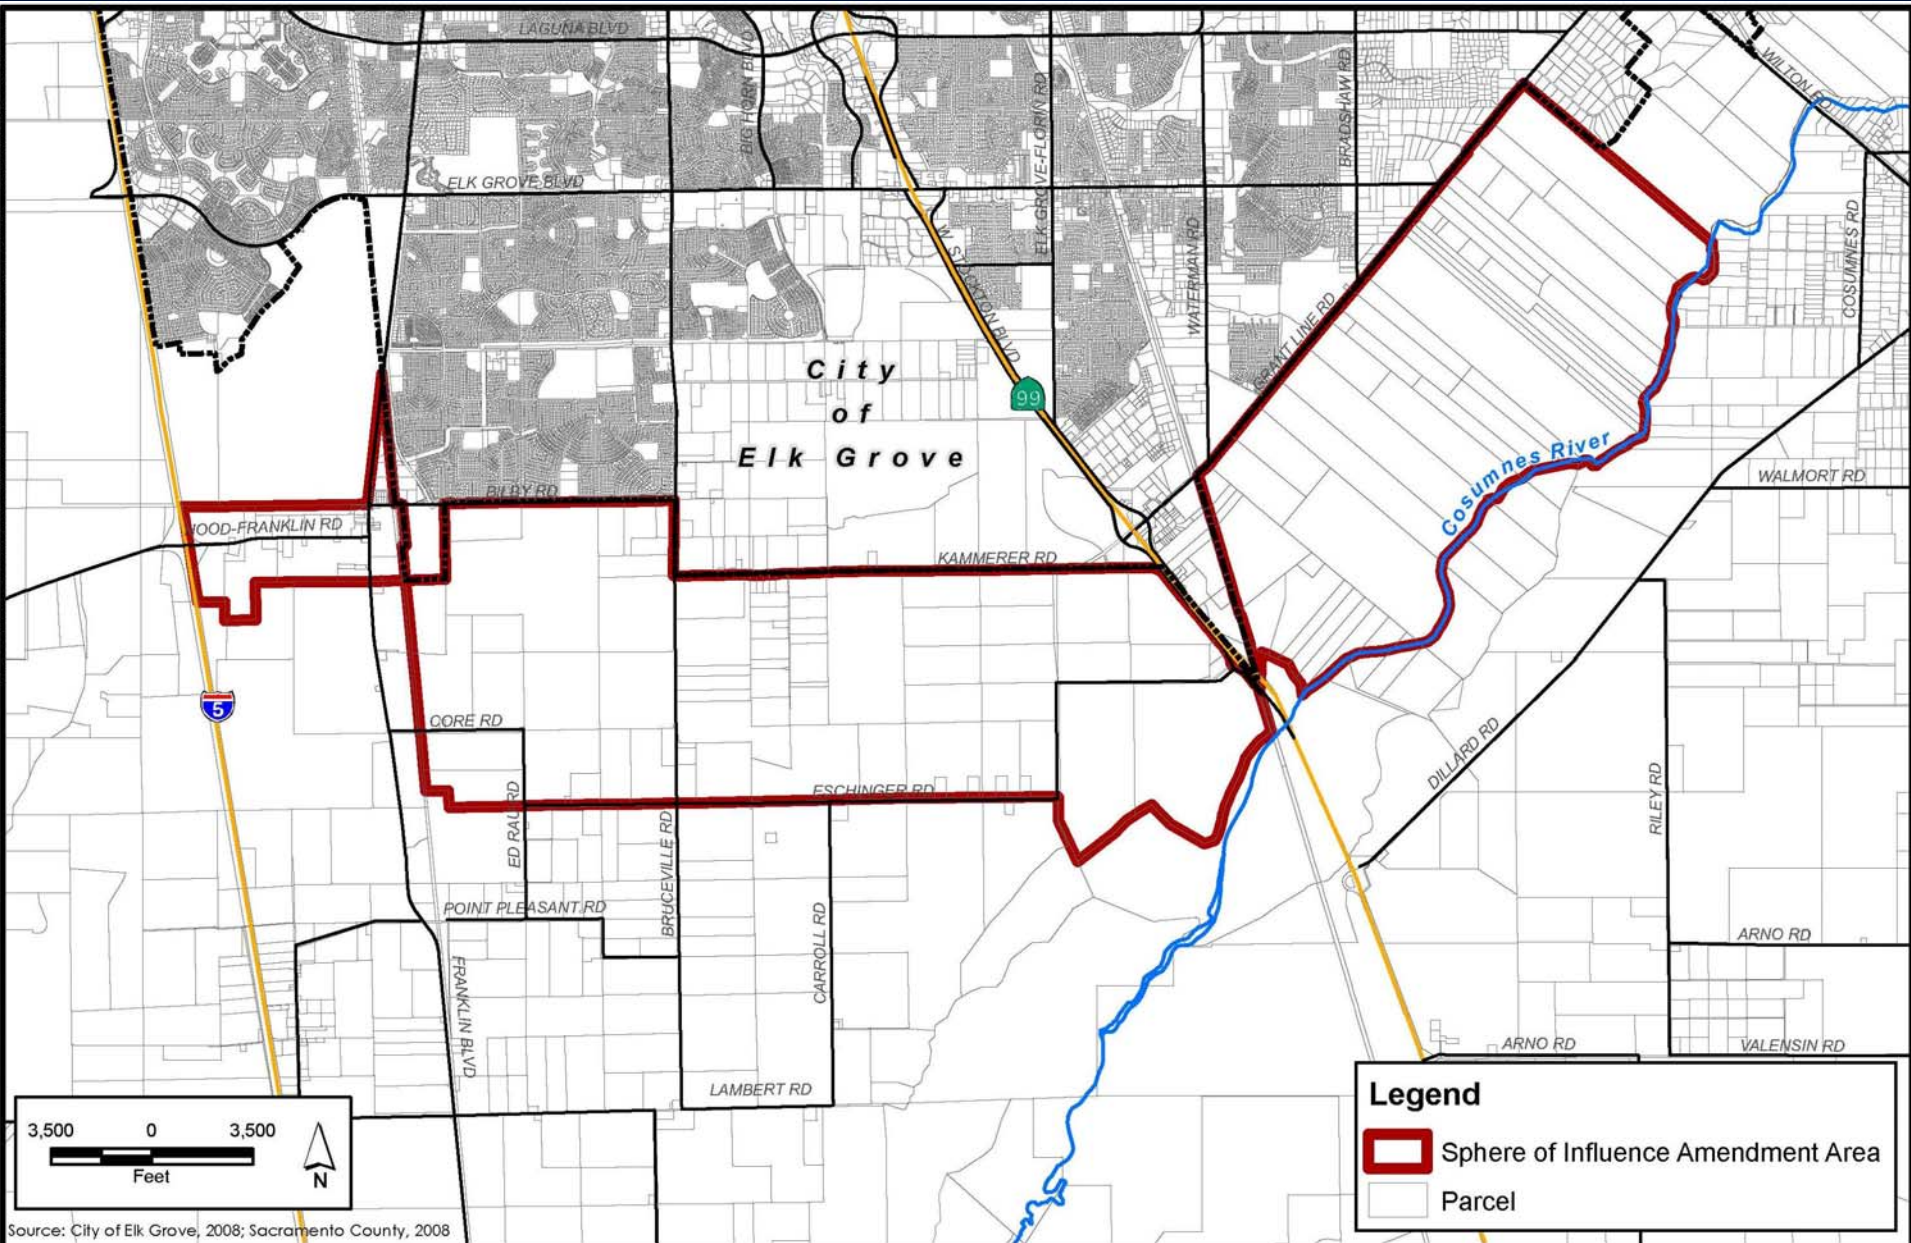 LAGUNA BLVD
BIG HORN BLVD
ELK GROVE-FLORIN RD
BRADSHAW RD
WILTON RD
ELK GROVE BLVD
W. STOCKTON BLVD
WATERMAN RD
COSUMNES RD
GRANT LINE RD
City
of
Elk Grove
99
Cosumnes River
WALMORT RD
BILBY RD
HOOD-FRANKLIN RD
KAMMERER RD
5
CORE RD
DILLARD RD
ESCHINGER RD
ED RAU RD
BRUCEVILLE RD
RILEY RD
POINT PLEASANT RD
CARROLL RD
ARNO RD
FRANKLIN BLVD
ARNO RD
VALENSIN RD
LAMBERT RD
3,500 0 3,500
Feet
N
Legend
Sphere of Influence Amendment Area
Parcel
Source: City of Elk Grove, 2008; Sacramento County, 2008